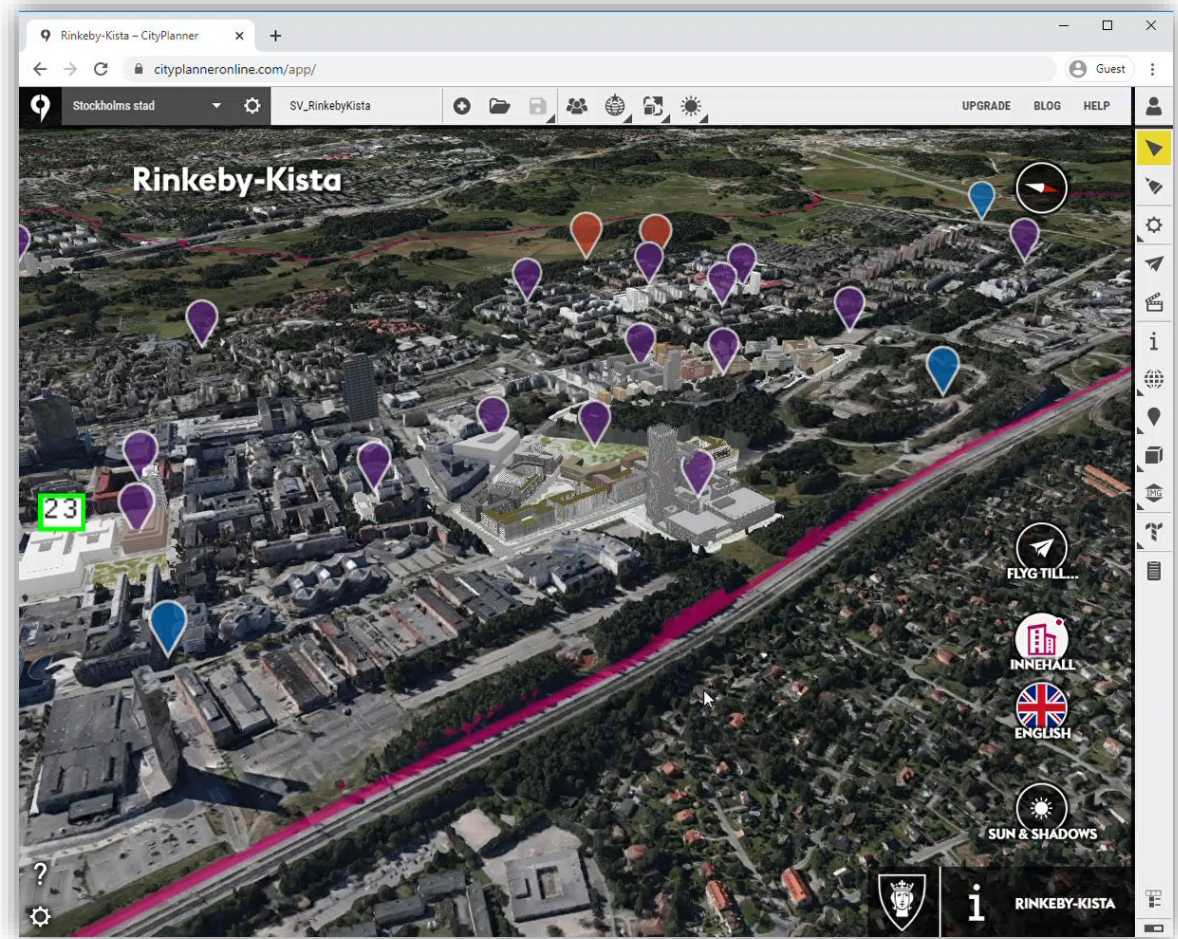 Rinkeby-Kista – CityPlanner
cityplanneronline.com/app/
Guest
Stockholms stad
SV_RinkebyKista
UPGRADE
BLOG
HELP
Rinkeby-Kista
IMG
23
FLYG TILL...
INNEHÅLL
ENGLISH
SUN & SHADOWS
?
i
RINKEBY-KISTA